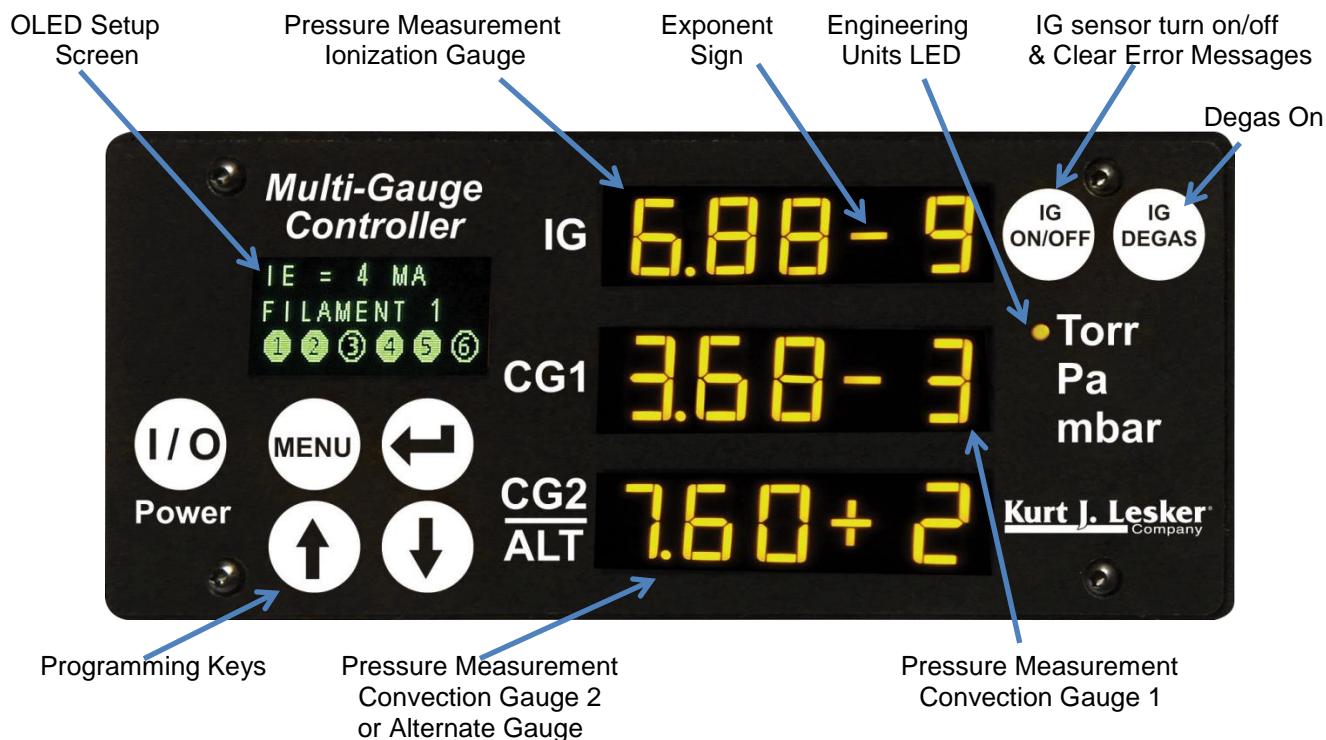 OLED Setup
Screen
Pressure Measurement
Ionization Gauge
Exponent
Sign
Engineering
Units LED
IG sensor turn on/off
& Clear Error Messages
Degas On
Multi-Gauge
Controller
IE = 4 MA
FILAMENT 1
1 2 3 4 5 6
IG
6.88 - 9
IG
ON/OFF
IG
DEGAS
CG1
3.68 - 3
Torr
Pa
mbar
I/O
Power
MENU
CG2
ALT
7.60 + 2
Kurt J. Lesker
Company
Programming Keys
Pressure Measurement
Convection Gauge 2
or Alternate Gauge
Pressure Measurement
Convection Gauge 1